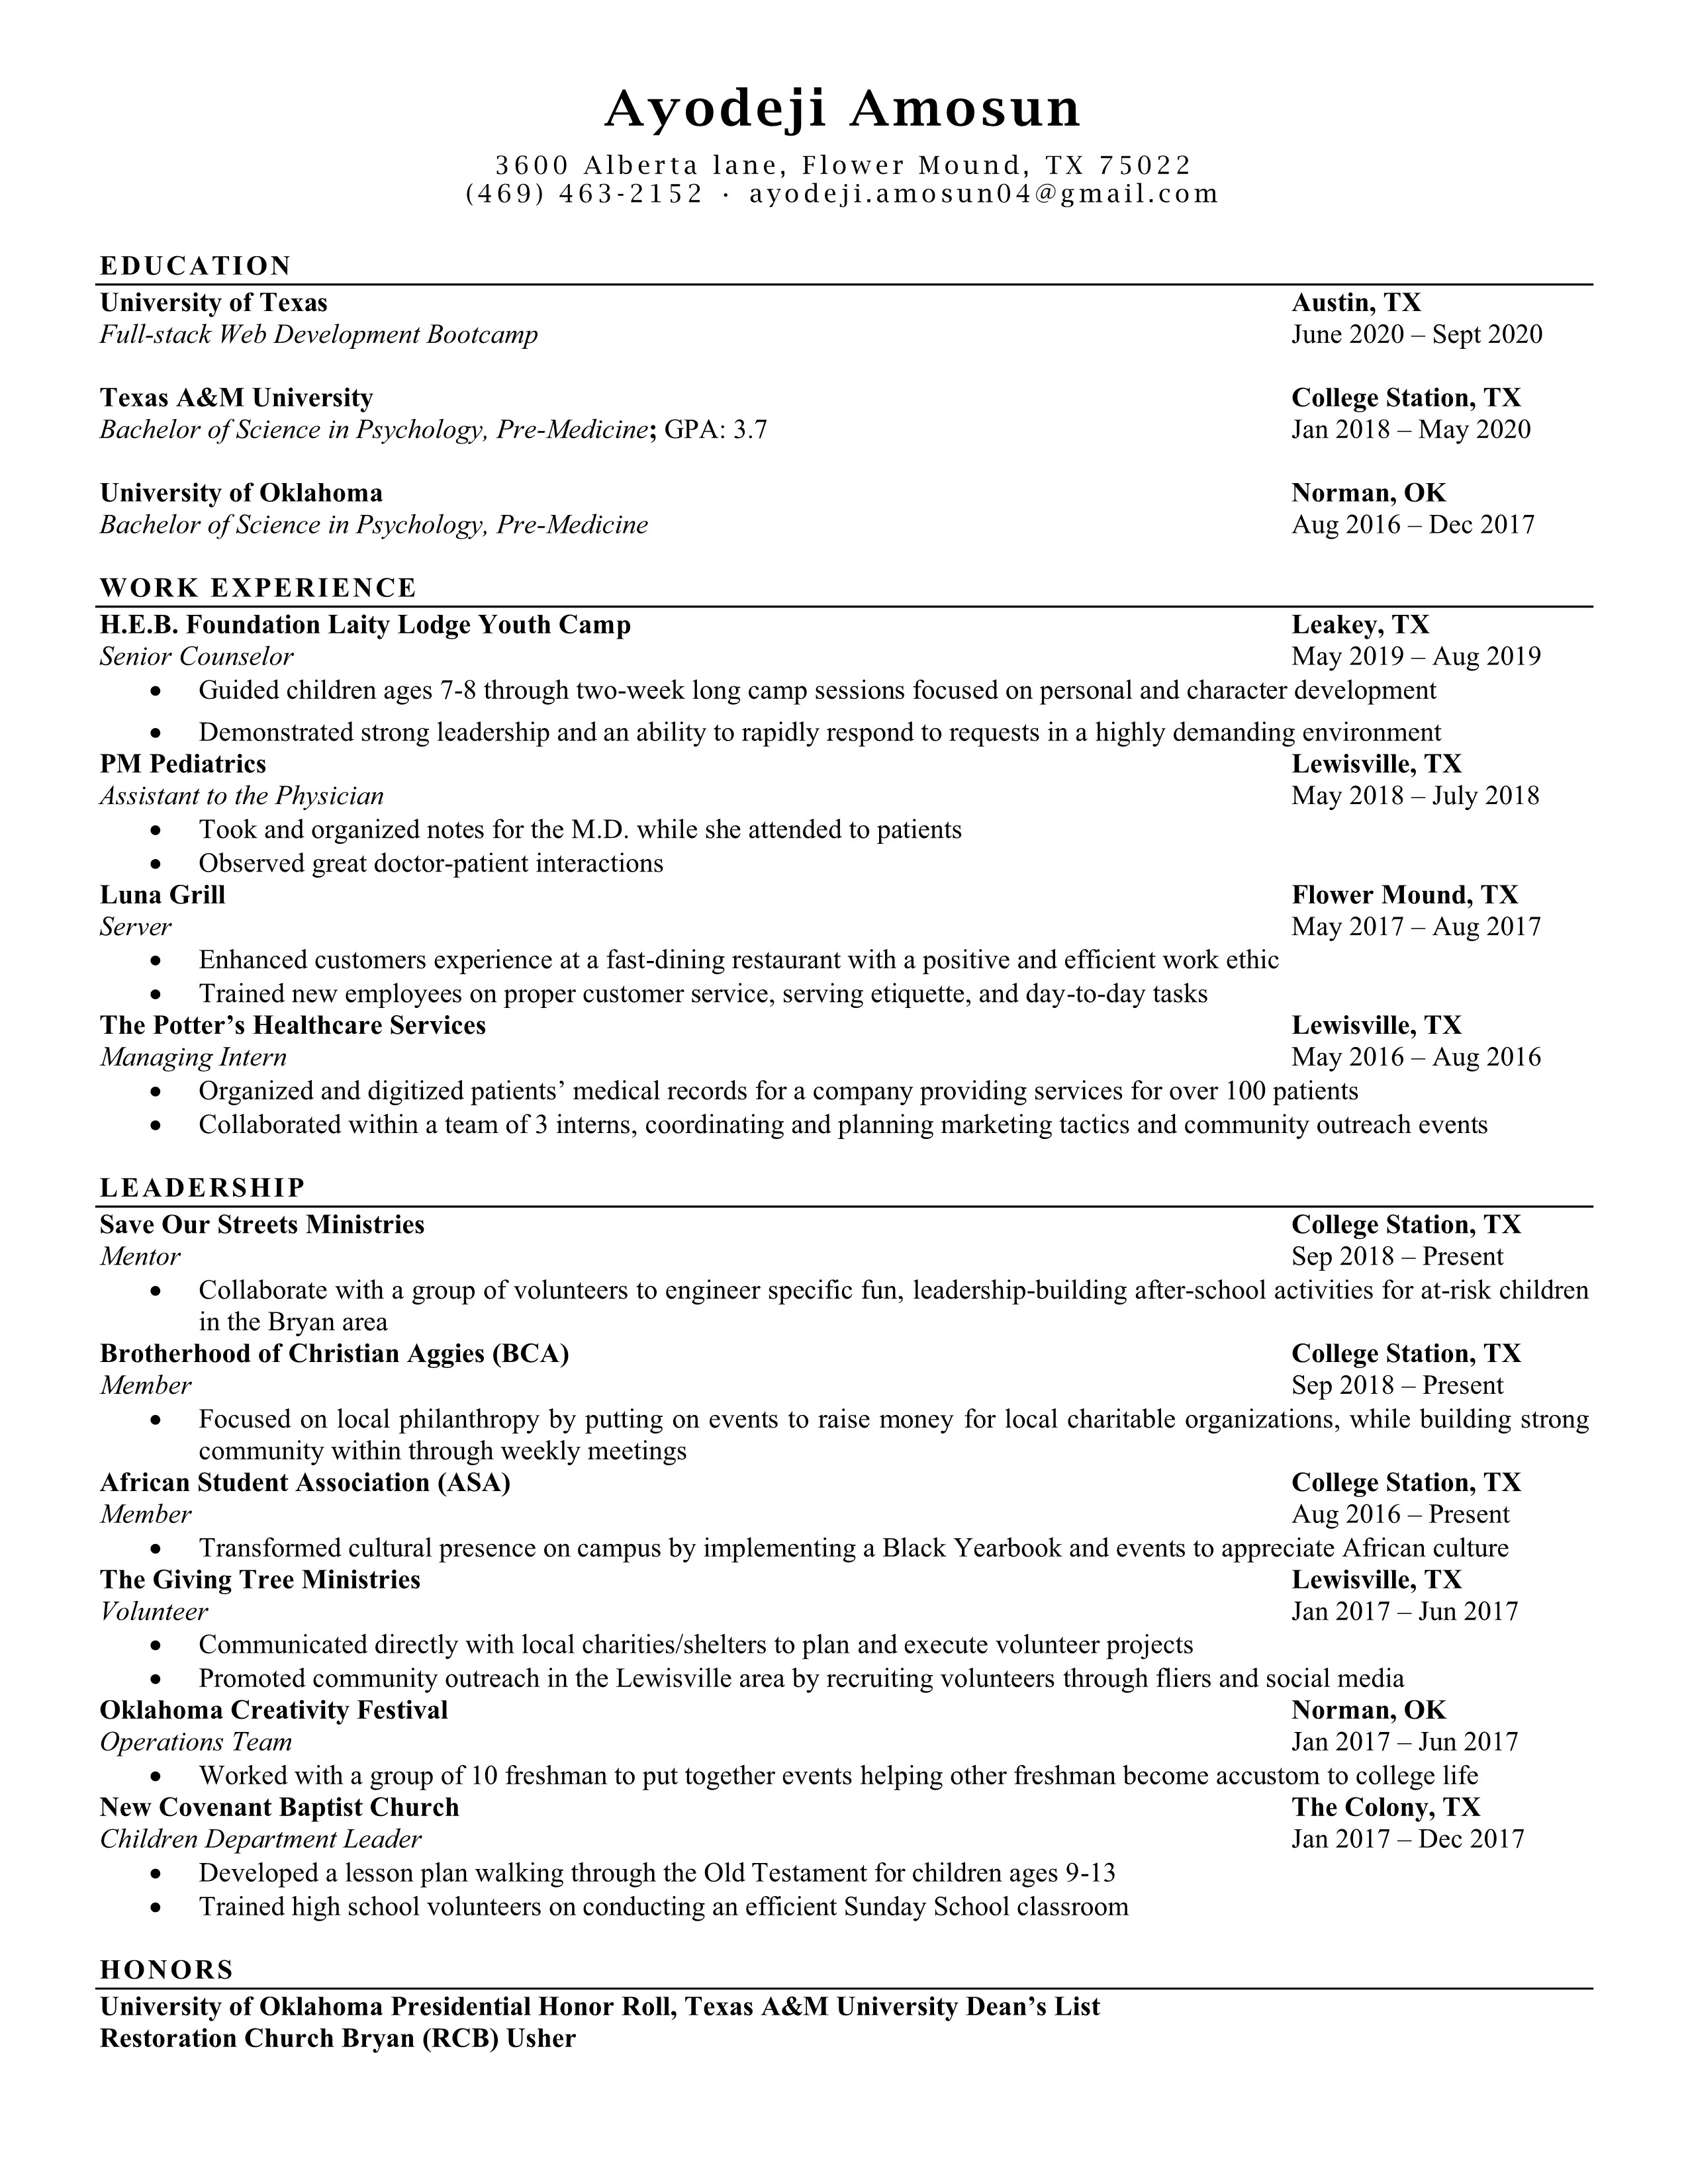 Ayodeji Amosun
3600 Alberta lane, Flower Mound, TX 75022
(469) 463-2152 · ayodeji.amosun04@gmail.com
EDUCATION
University of Texas Austin, TX
Full-stack Web Development Bootcamp June 2020 – Sept 2020
Texas A&M University College Station, TX
Bachelor of Science in Psychology, Pre-Medicine; GPA: 3.7 Jan 2018 – May 2020
University of Oklahoma Norman, OK
Bachelor of Science in Psychology, Pre-Medicine Aug 2016 – Dec 2017
WORK EXPERIENCE
H.E.B. Foundation Laity Lodge Youth Camp Leakey, TX
Senior Counselor May 2019 – Aug 2019
• Guided children ages 7-8 through two-week long camp sessions focused on personal and character development
• Demonstrated strong leadership and an ability to rapidly respond to requests in a highly demanding environment
PM Pediatrics Lewisville, TX
Assistant to the Physician May 2018 – July 2018
• Took and organized notes for the M.D. while she attended to patients
• Observed great doctor-patient interactions
Luna Grill Flower Mound, TX
Server May 2017 – Aug 2017
• Enhanced customers experience at a fast-dining restaurant with a positive and efficient work ethic
• Trained new employees on proper customer service, serving etiquette, and day-to-day tasks
The Potter’s Healthcare Services Lewisville, TX
Managing Intern May 2016 – Aug 2016
• Organized and digitized patients’ medical records for a company providing services for over 100 patients
• Collaborated within a team of 3 interns, coordinating and planning marketing tactics and community outreach events
LEADERSHIP
Save Our Streets Ministries College Station, TX
Mentor Sep 2018 – Present
• Collaborate with a group of volunteers to engineer specific fun, leadership-building after-school activities for at-risk children
in the Bryan area
Brotherhood of Christian Aggies (BCA) College Station, TX
Member Sep 2018 – Present
• Focused on local philanthropy by putting on events to raise money for local charitable organizations, while building strong
community within through weekly meetings
African Student Association (ASA) College Station, TX
Member Aug 2016 – Present
• Transformed cultural presence on campus by implementing a Black Yearbook and events to appreciate African culture
The Giving Tree Ministries Lewisville, TX
Volunteer Jan 2017 – Jun 2017
• Communicated directly with local charities/shelters to plan and execute volunteer projects
• Promoted community outreach in the Lewisville area by recruiting volunteers through fliers and social media
Oklahoma Creativity Festival Norman, OK
Operations Team Jan 2017 – Jun 2017
• Worked with a group of 10 freshman to put together events helping other freshman become accustom to college life
New Covenant Baptist Church The Colony, TX
Children Department Leader Jan 2017 – Dec 2017
• Developed a lesson plan walking through the Old Testament for children ages 9-13
• Trained high school volunteers on conducting an efficient Sunday School classroom
HONORS
University of Oklahoma Presidential Honor Roll, Texas A&M University Dean’s List
Restoration Church Bryan (RCB) Usher